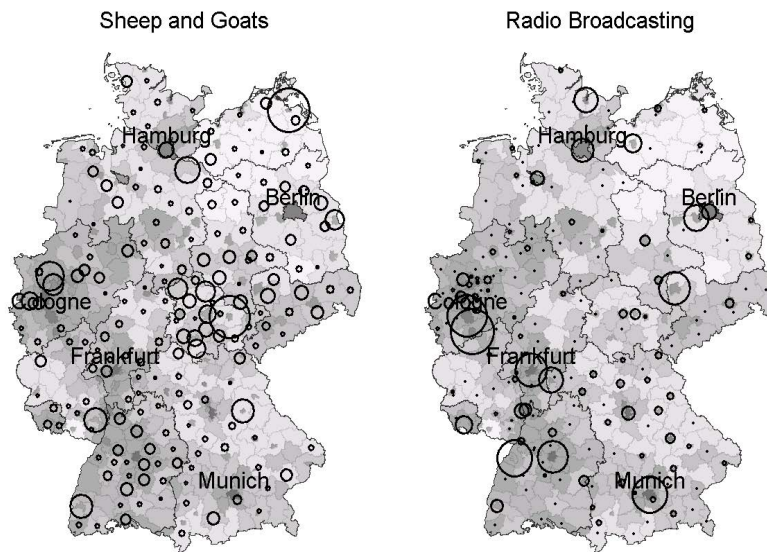 Sheep and Goats
Hamburg
Berlin
Cologne
Frankfurt
Munich
Radio Broadcasting
Hamburg
Berlin
Cologne
Frankfurt
Munich